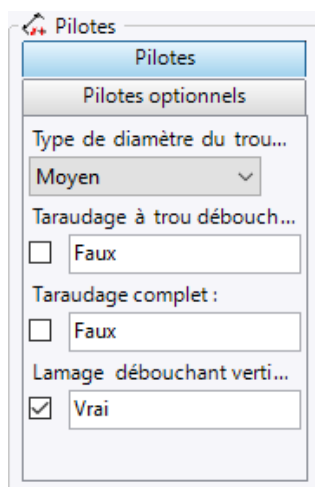 Pilotes
Pilotes
Pilotes optionnels
Type de diamètre du trou...
Moyen
Taraudage à trou débouch...
Faux
Taraudage complet :
Faux
Lamage débouchant verti...
Vrai